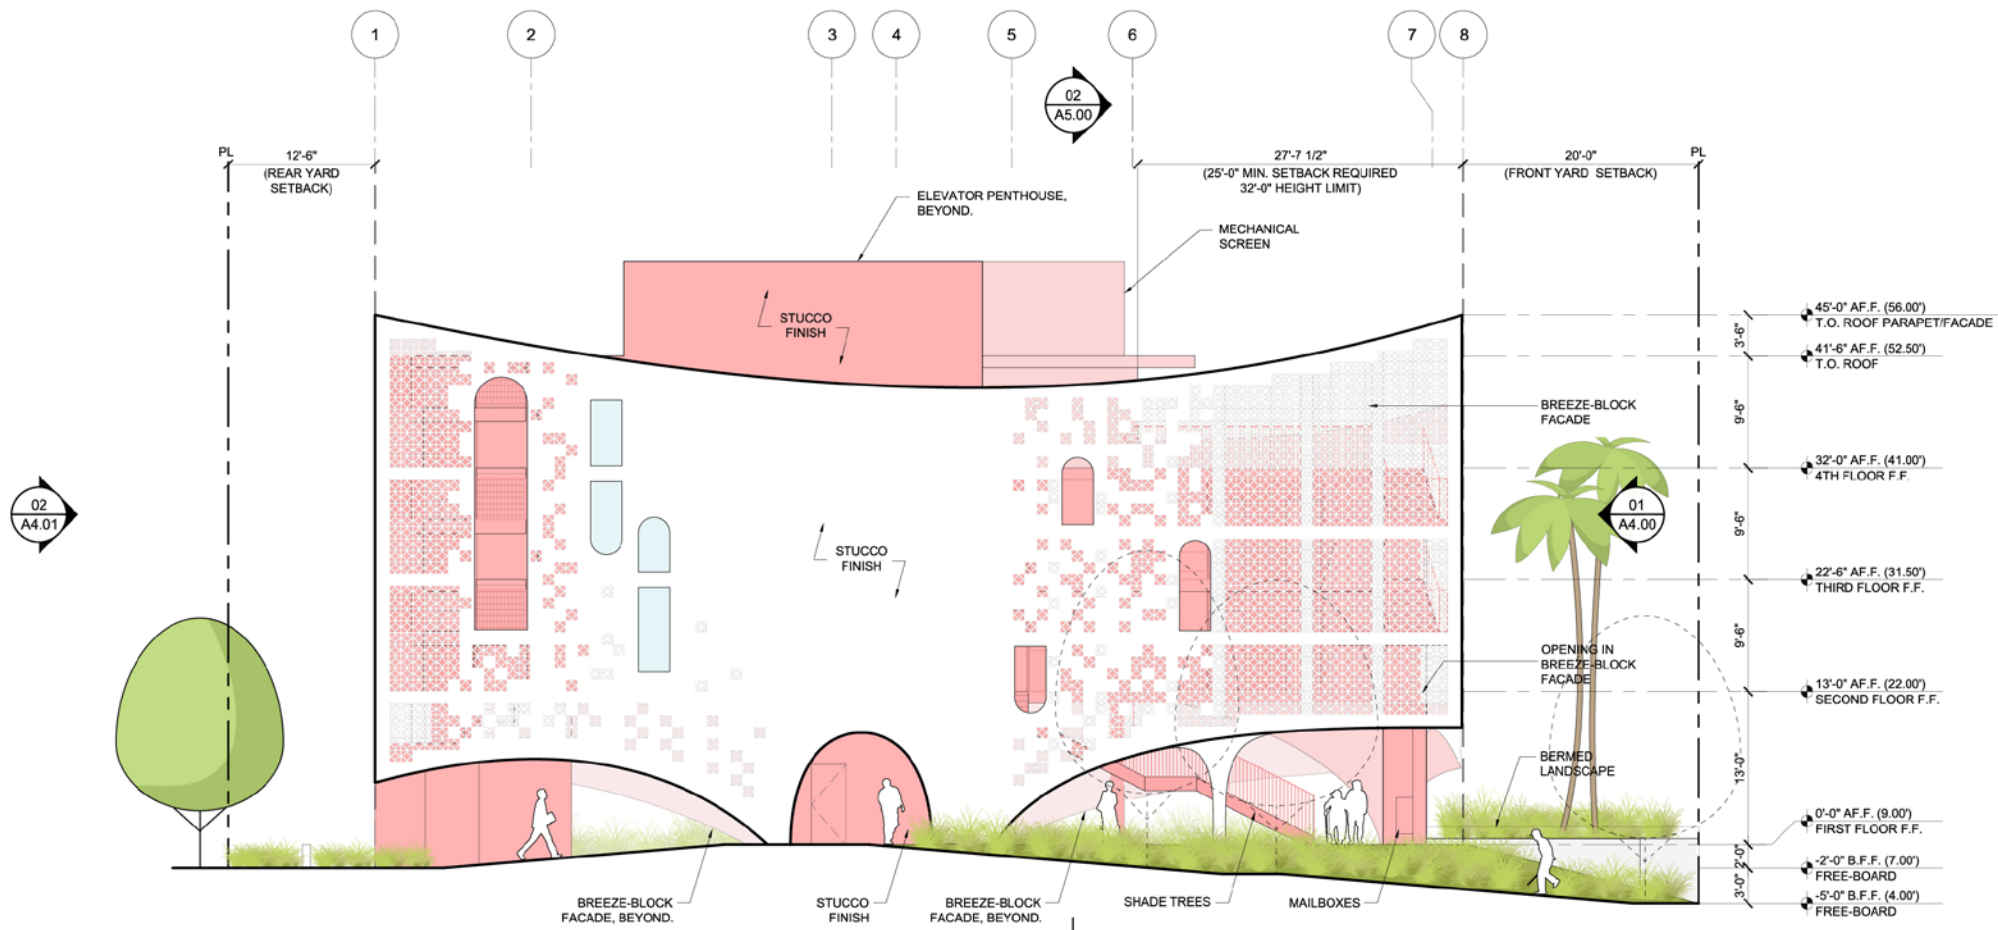 1
2
3
4
5
6
7
8
02
A5.00
PL
12'-6"
(REAR YARD
SETBACK)
27'-7 1/2"
(25'-0" MIN. SETBACK REQUIRED
32'-0" HEIGHT LIMIT)
20'-0"
(FRONT YARD SETBACK)
PL
ELEVATOR PENTHOUSE,
BEYOND.
MECHANICAL
SCREEN
STUCCO
FINISH
45'-0" AF.F. (56.00')
T.O. ROOF PARAPET/FACADE
3'-6"
41'-6" AF.F. (52.50')
T.O. ROOF
BREEZE-BLOCK
FACADE
9'-6"
32'-0" AF.F. (41.00')
4TH FLOOR F.F.
02
A4.01
01
A4.00
9'-6"
STUCCO
FINISH
22'-6" AF.F. (31.50')
THIRD FLOOR F.F.
9'-6"
OPENING IN
BREEZE-BLOCK
FACADE
13'-0" AF.F. (22.00')
SECOND FLOOR F.F.
BERMED
LANDSCAPE
13'-0"
0'-0" AF.F. (9.00')
FIRST FLOOR F.F.
2'-0"
-2'-0" B.F.F. (7.00')
FREE-BOARD
3'-0"
-5'-0" B.F.F. (4.00')
FREE-BOARD
BREEZE-BLOCK
FACADE, BEYOND.
STUCCO
FINISH
BREEZE-BLOCK
FACADE, BEYOND.
SHADE TREES
MAILBOXES